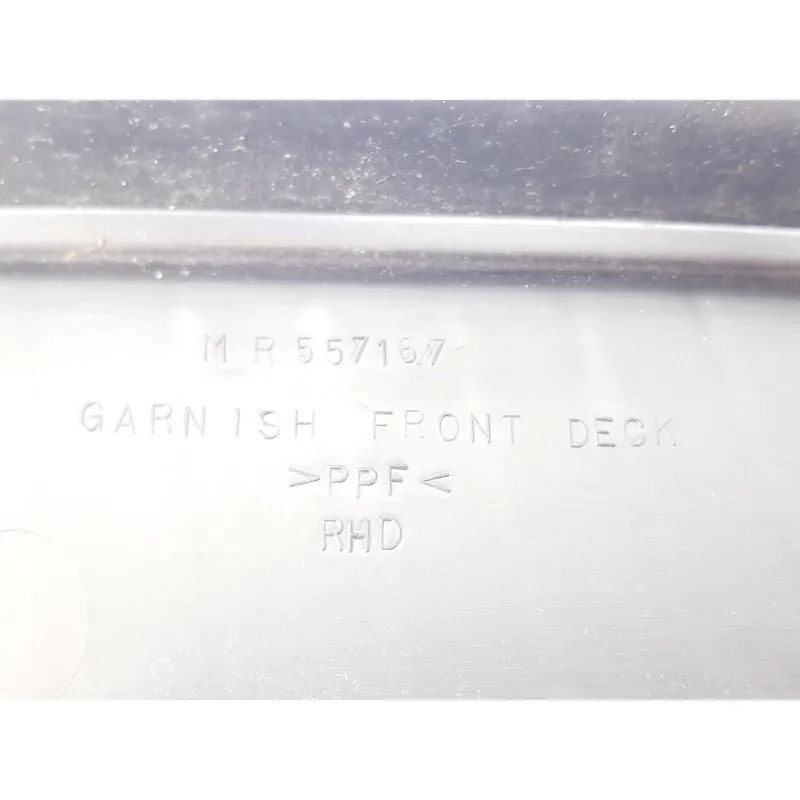 MR557167
GARNISH FRONT DECK
>PPF<
RHD